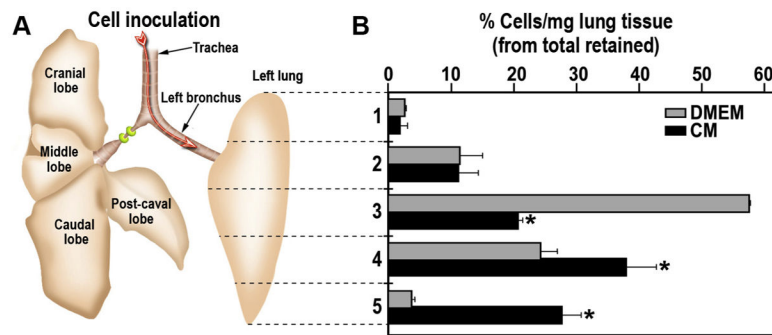 A
Cell inoculation
Trachea
Cranial
lobe
Left bronchus
Left lung
Middle
lobe
Post-caval
lobe
Caudal
lobe
B
% Cells/mg lung tissue
(from total retained)
0 10 20 30 40 50 60
DMEM
CM
1
2
3
*
4
*
5
*